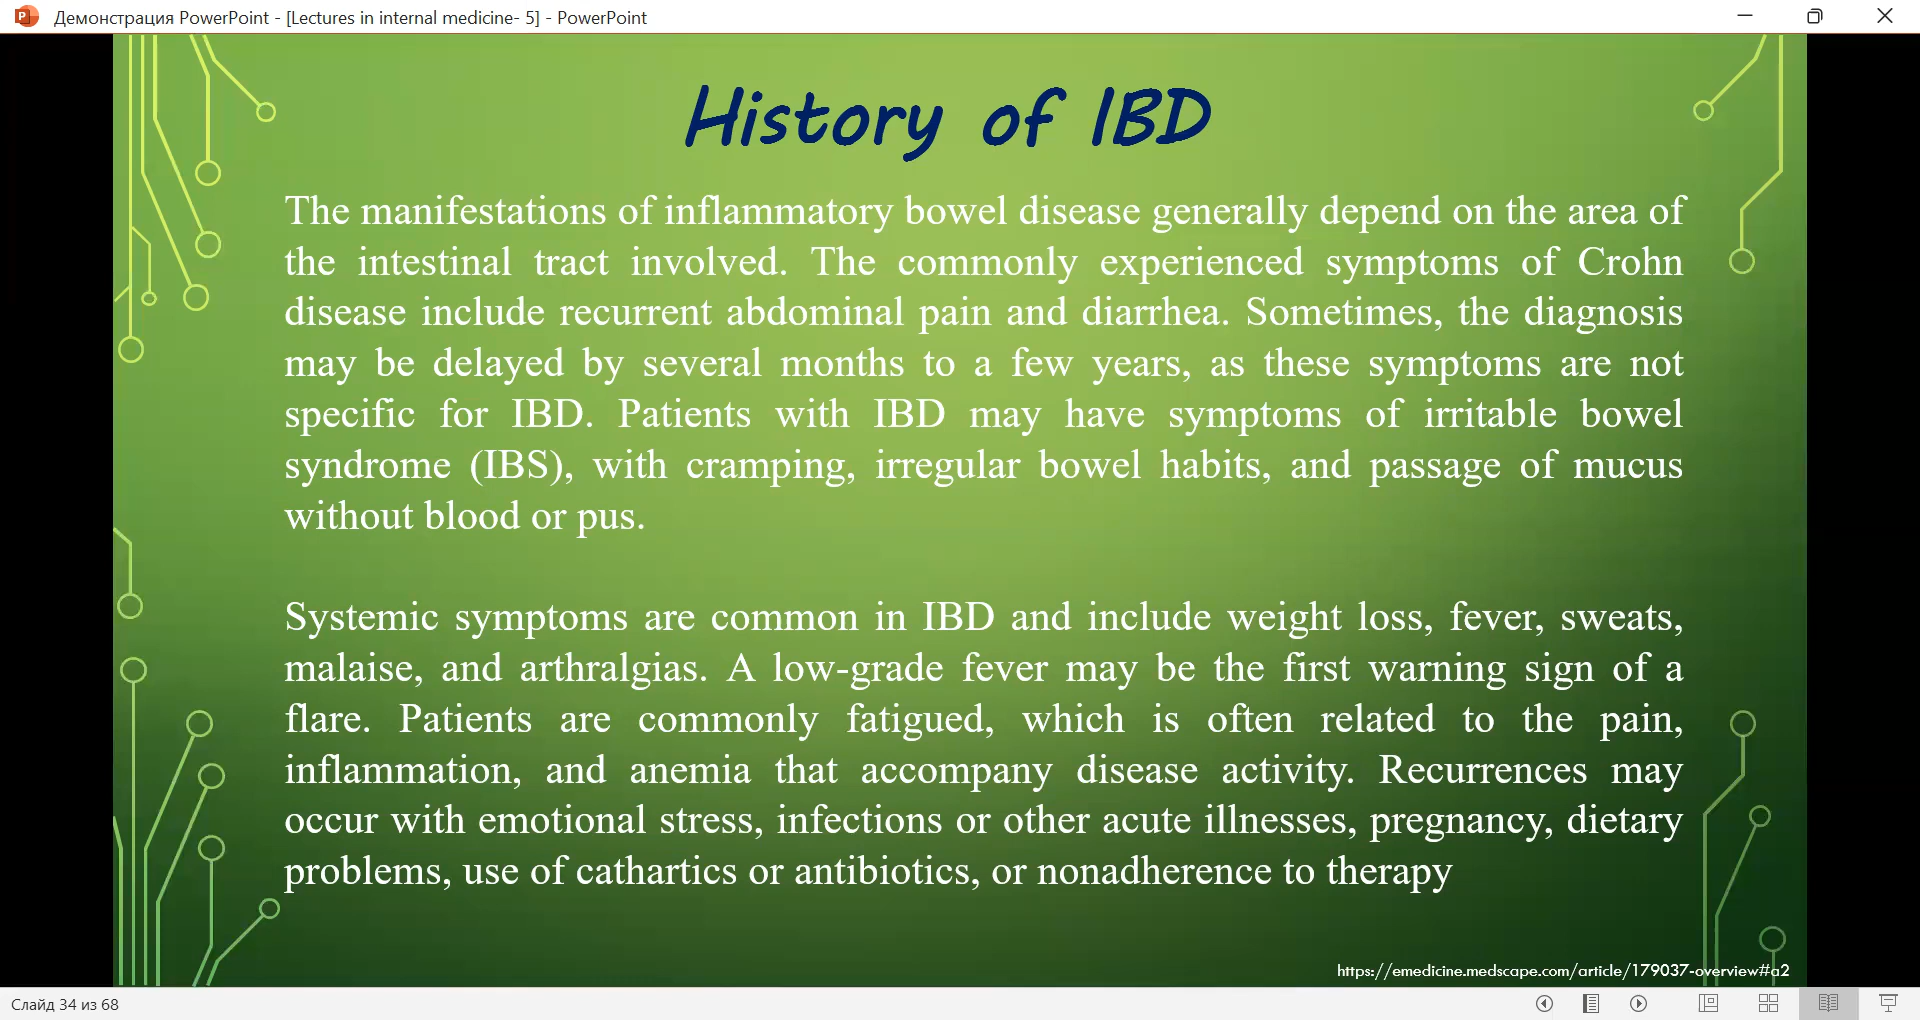 Демонстрация PowerPoint - [Lectures in internal medicine- 5] - PowerPoint
History of IBD
The manifestations of inflammatory bowel disease generally depend on the area of
the intestinal tract involved. The commonly experienced symptoms of Crohn
disease include recurrent abdominal pain and diarrhea. Sometimes, the diagnosis
may be delayed by several months to a few years, as these symptoms are not
specific for IBD. Patients with IBD may have symptoms of irritable bowel
syndrome (IBS), with cramping, irregular bowel habits, and passage of mucus
without blood or pus.
Systemic symptoms are common in IBD and include weight loss, fever, sweats,
malaise, and arthralgias. A low-grade fever may be the first warning sign of a
flare. Patients are commonly fatigued, which is often related to the pain,
inflammation, and anemia that accompany disease activity. Recurrences may
occur with emotional stress, infections or other acute illnesses, pregnancy, dietary
problems, use of cathartics or antibiotics, or nonadherence to therapy
https://emedicine.medscape.com/article/179037-overview#a2
Слайд 34 из 68